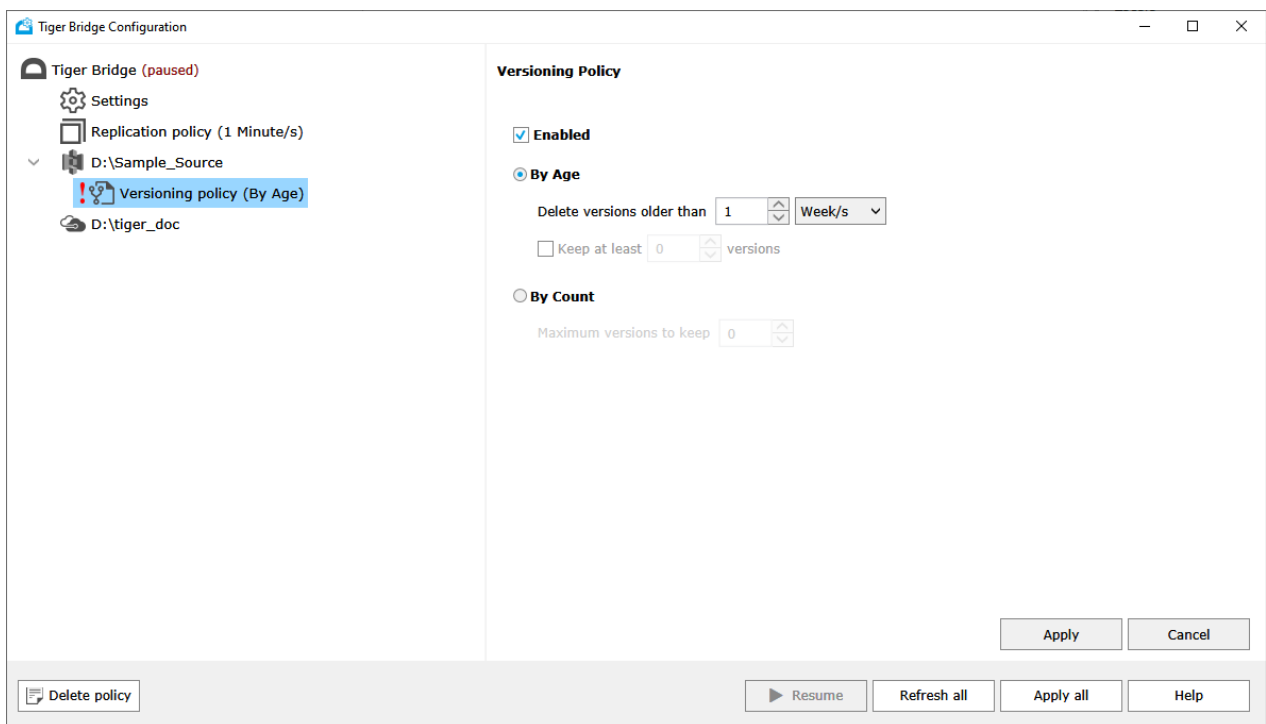 Tiger Bridge Configuration
Tiger Bridge (paused)
Settings
Replication policy (1 Minute/s)
D:\Sample_Source
Versioning policy (By Age)
D:\tiger_doc
Versioning Policy
Enabled
By Age
Delete versions older than 1 Week/s
Keep at least 0 versions
By Count
Maximum versions to keep 0
Apply Cancel
Delete policy Resume Refresh all Apply all Help